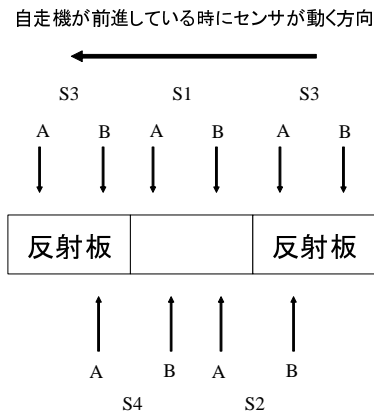 自走機が前進している時にセンサが動く方向
S3 S1 S3
A B A B A B
反射板 反射板
A B A B
S4 S2